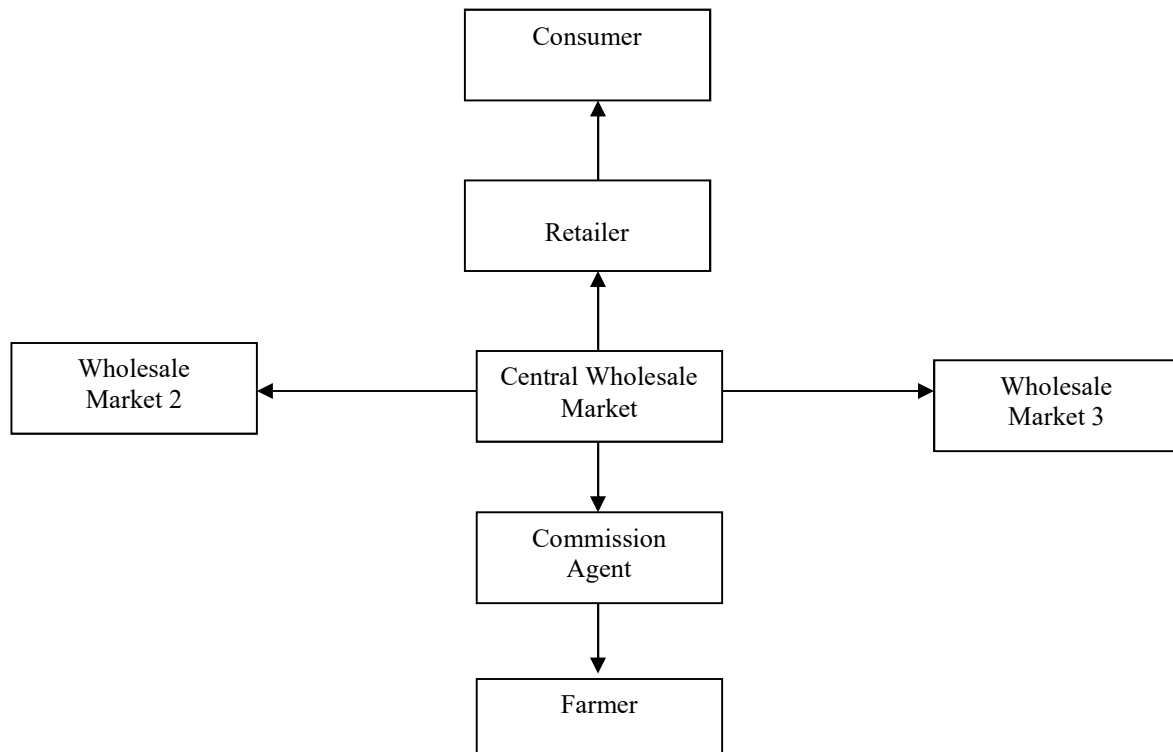 Consumer
Retailer
Wholesale
Market 2
Central Wholesale
Market
Wholesale
Market 3
Commission
Agent
Farmer